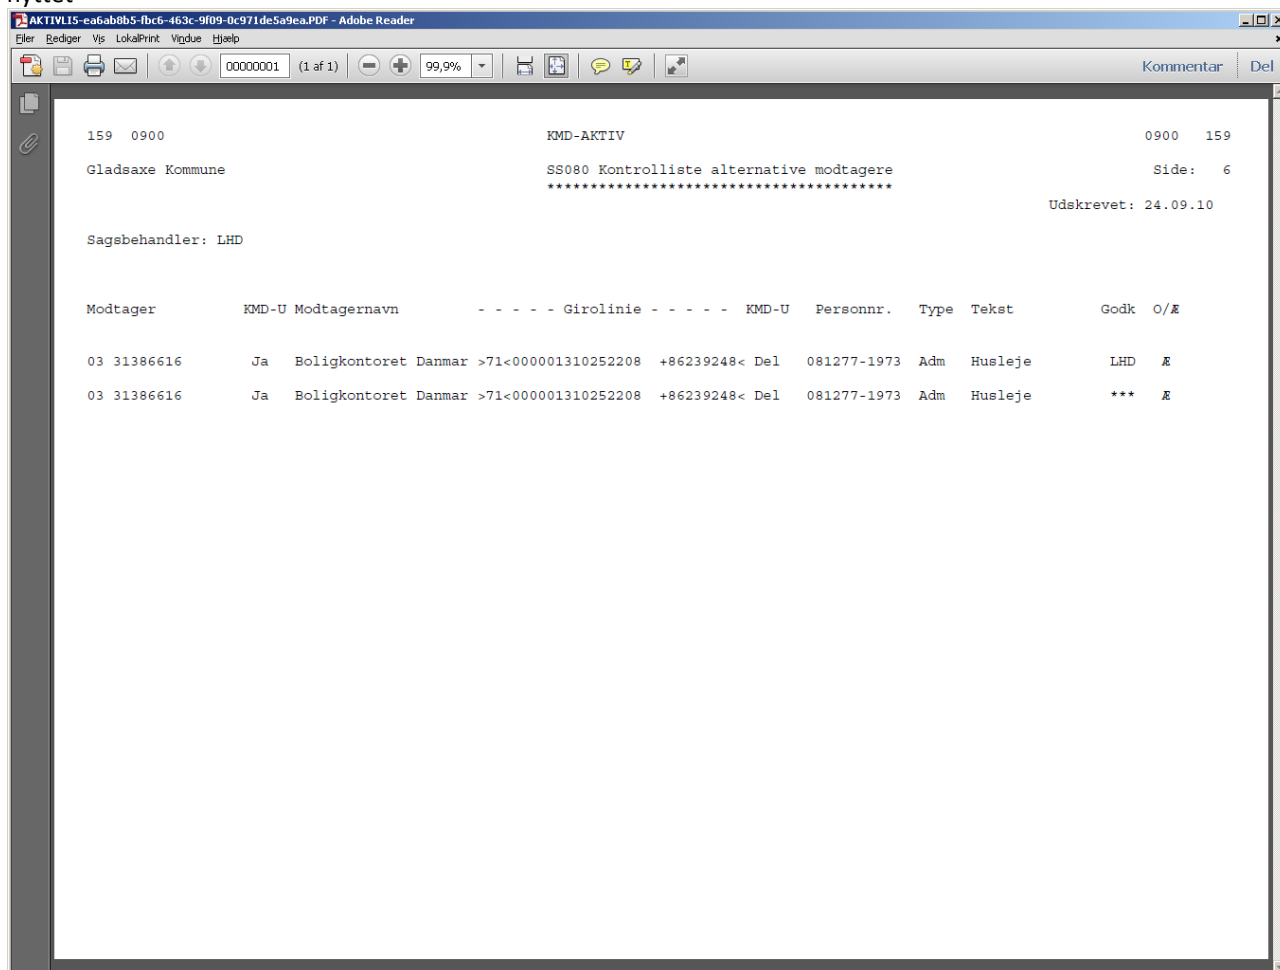 AKTIVLI5-ea6ab8b5-fbc6-463c-9f09-0c971de5a9ea.PDF - Adobe Reader
Filer Rediger Vis LokalPrint Vindue Hjælp
00000001 (1 af 1) 99,9% Kommentar Del
159 0900 KMD-AKTIV 0900 159
Gladsaxe Kommune SS080 Kontrolliste alternative modtagere Side: 6
****************************************
Udskrevet: 24.09.10
Sagsbehandler: LHD
Modtager KMD-U Modtagernavn - - - - - Girolinie - - - - - KMD-U Personnr. Type Tekst Godk O/Æ
03 31386616 Ja Boligkontoret Danmar >71<000001310252208 +86239248< Del 081277-1973 Adm Husleje LHD Æ
03 31386616 Ja Boligkontoret Danmar >71<000001310252208 +86239248< Del 081277-1973 Adm Husleje *** Æ